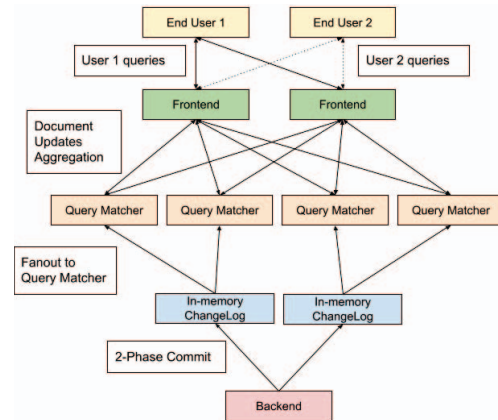 End User 1
End User 2
User 1 queries
User 2 queries
Frontend
Frontend
Document
Updates
Aggregation
Query Matcher
Query Matcher
Query Matcher
Query Matcher
Fanout to
Query Matcher
In-memory
ChangeLog
In-memory
ChangeLog
2-Phase Commit
Backend